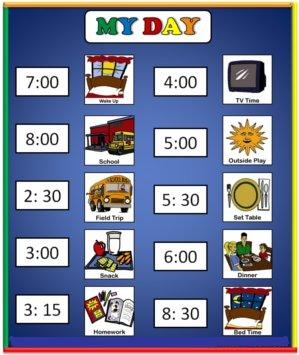 MY DAY
7:00
Wake Up
4:00
TV Time
8:00
School
5:00
Outside Play
2: 30
Field Trip
5: 30
Set Table
3:00
Snack
6:00
Dinner
3: 15
Homework
8: 30
Bed Time